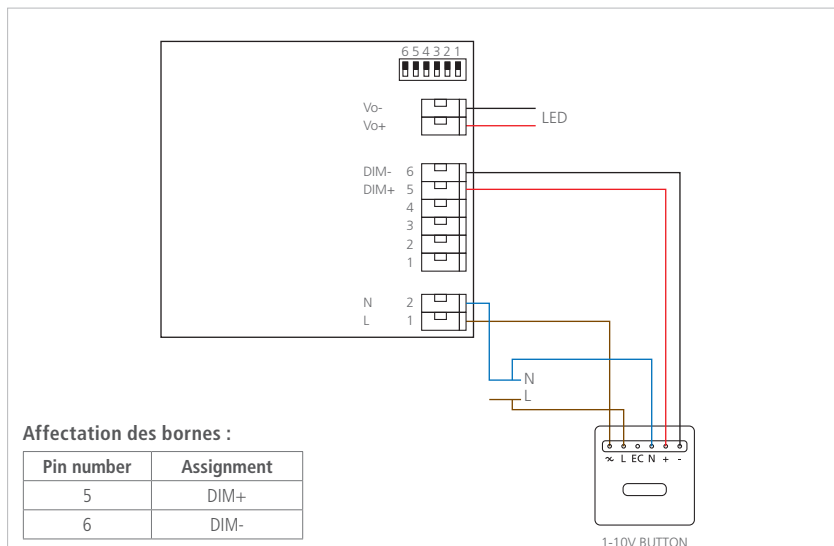 6 5 4 3 2 1
Vo-
Vo+
LED
DIM- 6
DIM+ 5
4
3
2
1
N 2
L 1
N
L
~ L EC N + -
1-10V BUTTON
Affectation des bornes :
Pin number Assignment
5 DIM+
6 DIM-